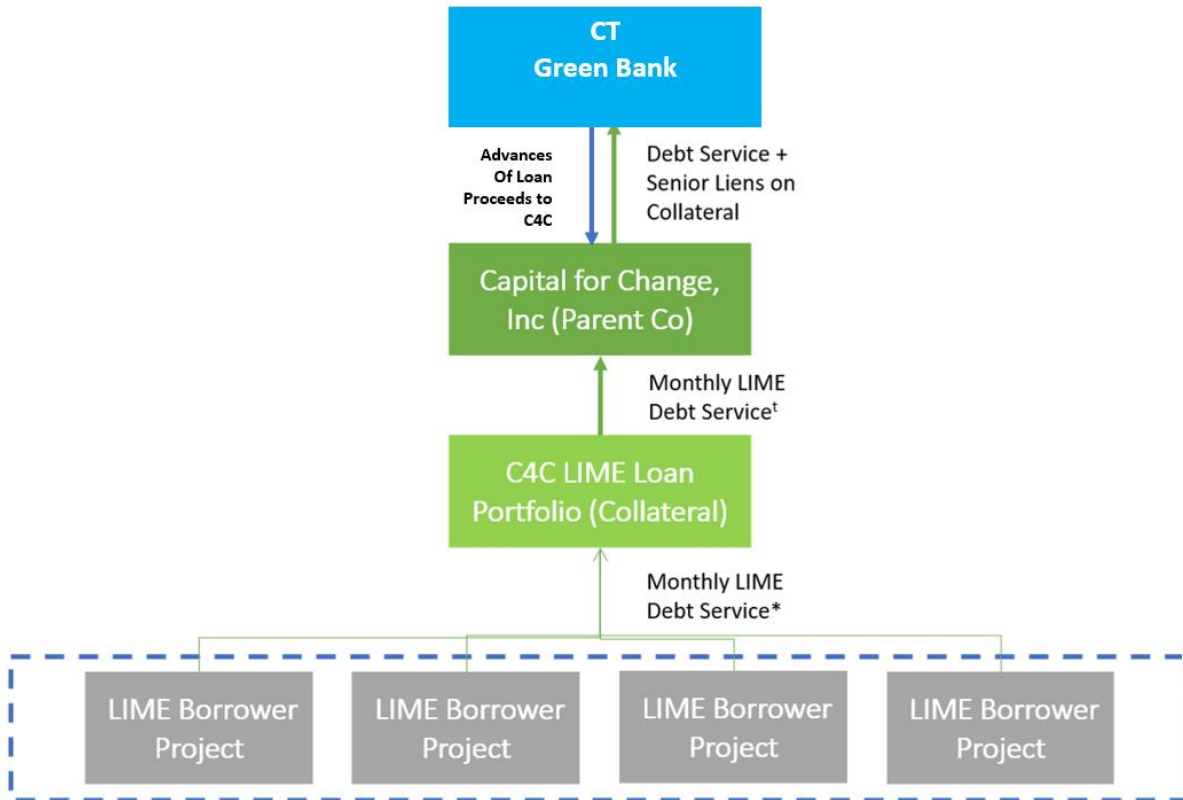 CT
Green Bank
Advances
Of Loan
Proceeds to
C4C
Debt Service +
Senior Liens on
Collateral
Capital for Change,
Inc (Parent Co)
Monthly LIME
Debt Serviceᵗ
C4C LIME Loan
Portfolio (Collateral)
Monthly LIME
Debt Service*
LIME Borrower
Project
LIME Borrower
Project
LIME Borrower
Project
LIME Borrower
Project